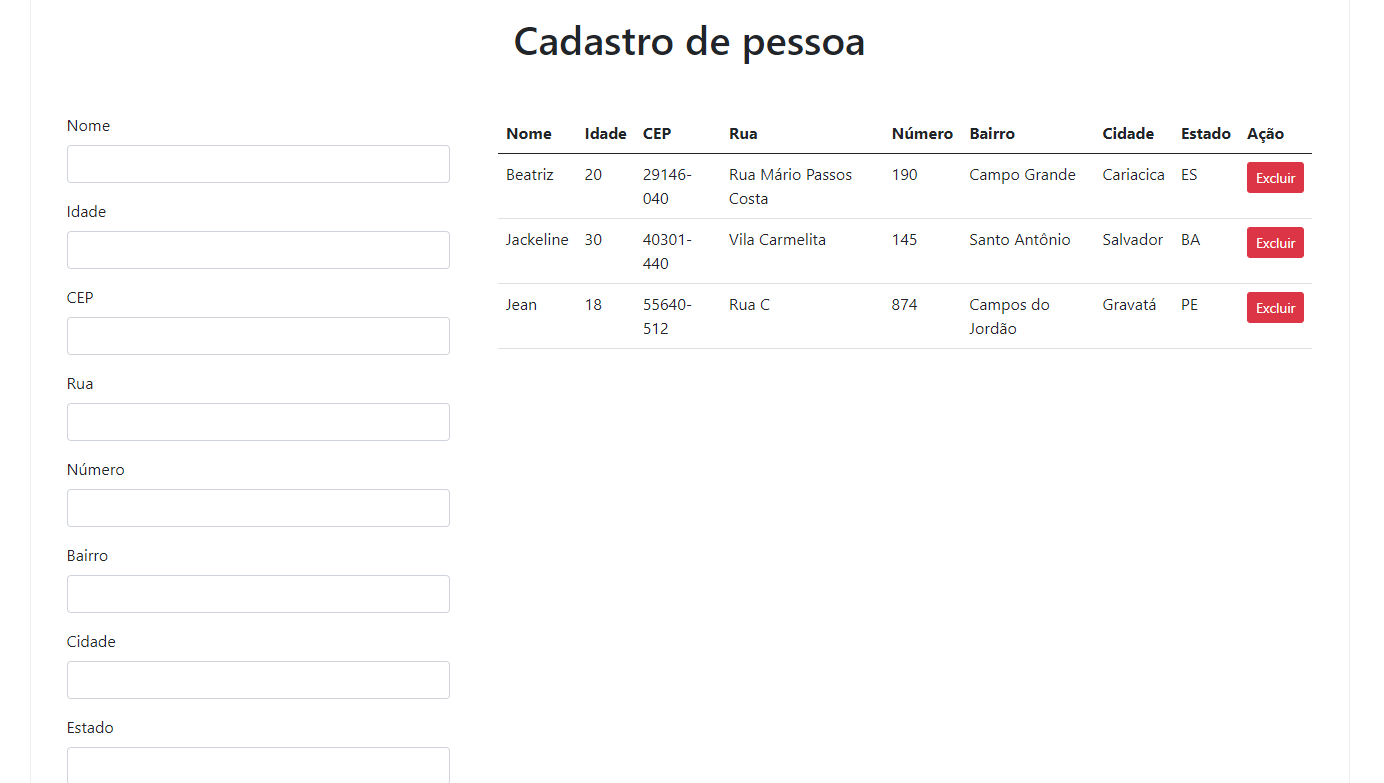 Cadastro de pessoa
Nome
Idade
CEP
Rua
Número
Bairro
Cidade
Estado
Nome Idade CEP Rua Número Bairro Cidade Estado Ação
Beatriz 20 29146- Rua Mário Passos 190 Campo Grande Cariacica ES Excluir
040 Costa
Jackeline 30 40301- Vila Carmelita 145 Santo Antônio Salvador BA Excluir
440
Jean 18 55640- Rua C 874 Campos do Gravatá PE Excluir
512 Jordão